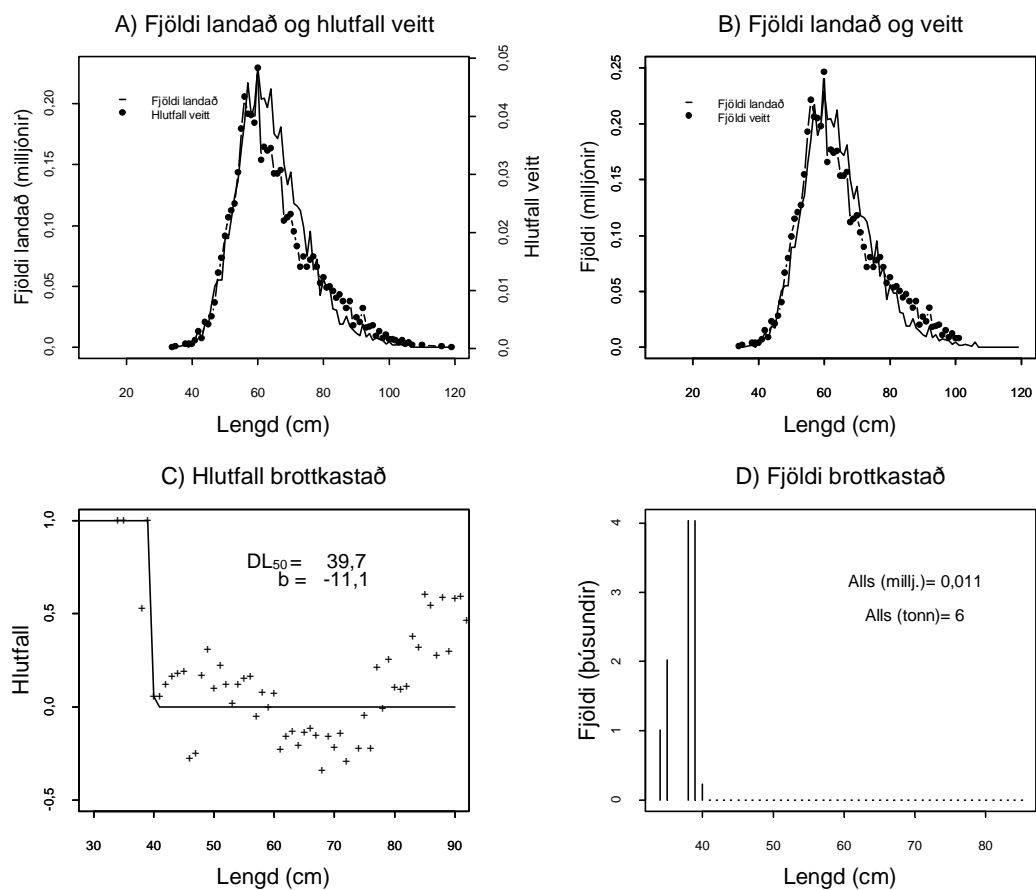 A) Fjöldi landað og hlutfall veitt
Fjöldi landað (milljónir)
0,20
0,15
0,10
0,05
0,0
Fjöldi landað
Hlutfall veitt
0,05
0,04
0,03
0,02
0,01
0,0
Hlutfall veitt
20 40 60 80 100 120
Lengd (cm)
B) Fjöldi landað og veitt
Fjöldi (milljónir)
0,25
0,20
0,15
0,10
0,05
0,0
Fjöldi landað
Fjöldi veitt
20 40 60 80 100 120
Lengd (cm)
C) Hlutfall brottkastað
Hlutfall
1,0
0,5
0,0
-0,5
DL50 = 39,7
b = -11,1
30 40 50 60 70 80 90
Lengd (cm)
D) Fjöldi brottkastað
Fjöldi (þúsundir)
4
3
2
1
0
Alls (millj.)= 0,011
Alls (tonn)= 6
40 50 60 70 80
Lengd (cm)